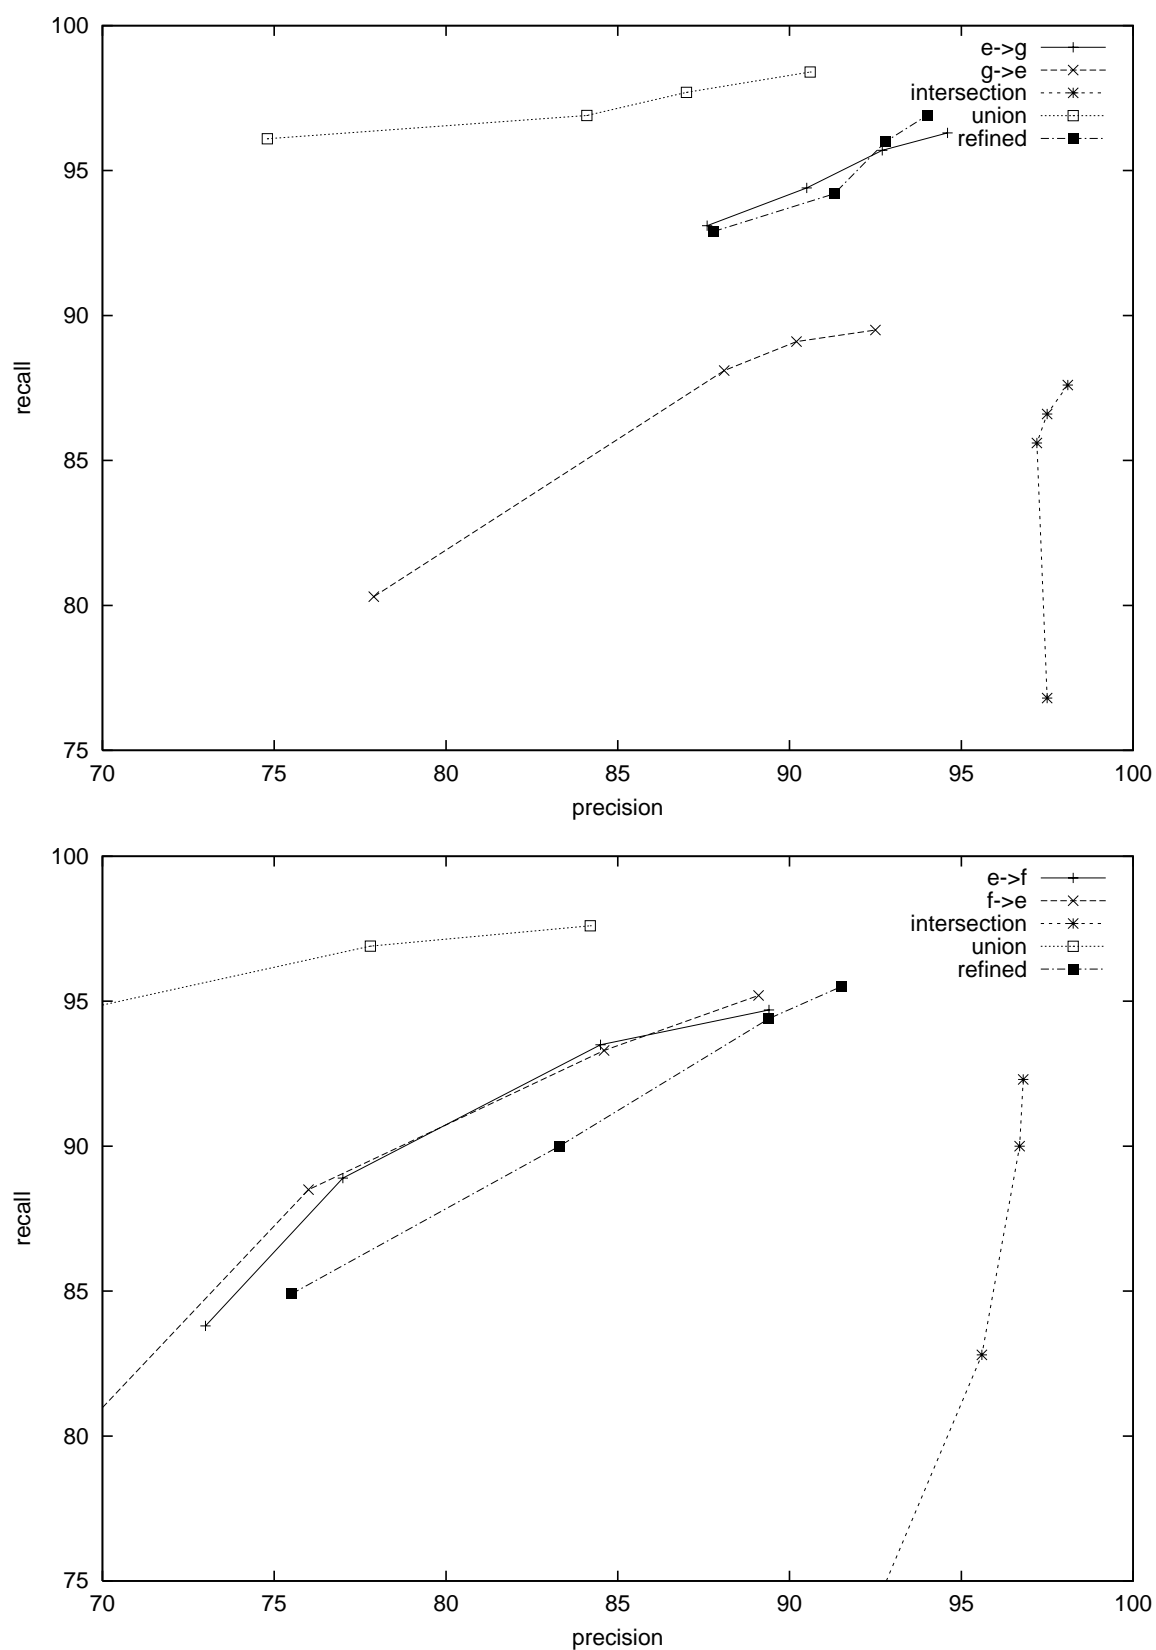 100
e->g
g->e
intersection
union
refined
95
90
recall
85
80
75
70 75 80 85 90 95 100
precision
100
e->f
f->e
intersection
union
refined
95
90
recall
85
80
75
70 75 80 85 90 95 100
precision